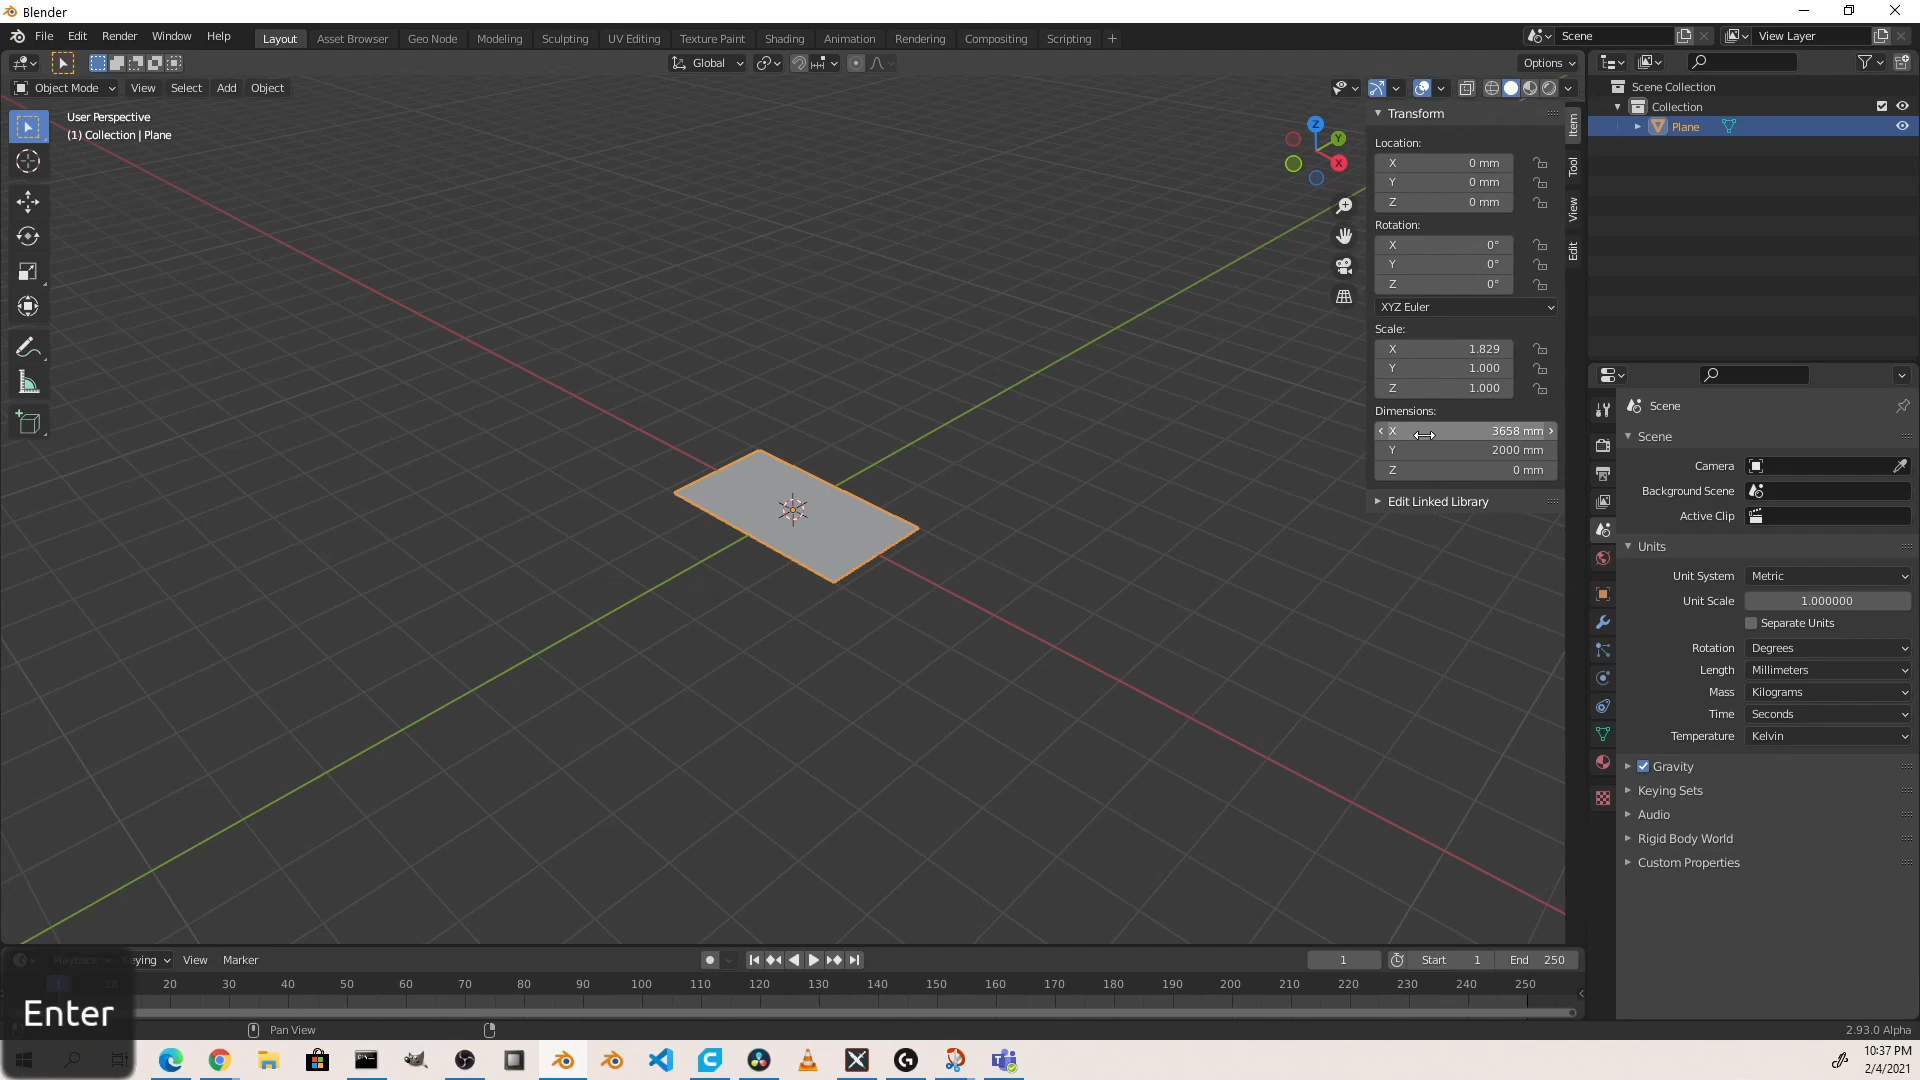 Blender
File Edit Render Window Help
Layout Asset Browser Geo Node Modeling Sculpting UV Editing Texture Paint Shading Animation Rendering Compositing Scripting +
Scene
View Layer
Global
Options
Object Mode View Select Add Object
User Perspective
(1) Collection | Plane
Z
Y
X
Transform
Location:
X 0 mm
Y 0 mm
Z 0 mm
Rotation:
X 0°
Y 0°
Z 0°
XYZ Euler
Scale:
X 1.829
Y 1.000
Z 1.000
Dimensions:
X 3658 mm
Y 2000 mm
Z 0 mm
Edit Linked Library
Item
Tool
View
Edit
Scene Collection
Collection
Plane
Scene
Scene
Camera
Background Scene
Active Clip
Units
Unit System Metric
Unit Scale 1.000000
Separate Units
Rotation Degrees
Length Millimeters
Mass Kilograms
Time Seconds
Temperature Kelvin
Gravity
Keying Sets
Audio
Rigid Body World
Custom Properties
Playback Keying View Marker
1 Start 1 End 250
20 30 40 50 60 70 80 90 100 110 120 130 140 150 160 170 180 190 200 210 220 230 240 250
Enter
Pan View
2.93.0 Alpha
10:37 PM
2/4/2021